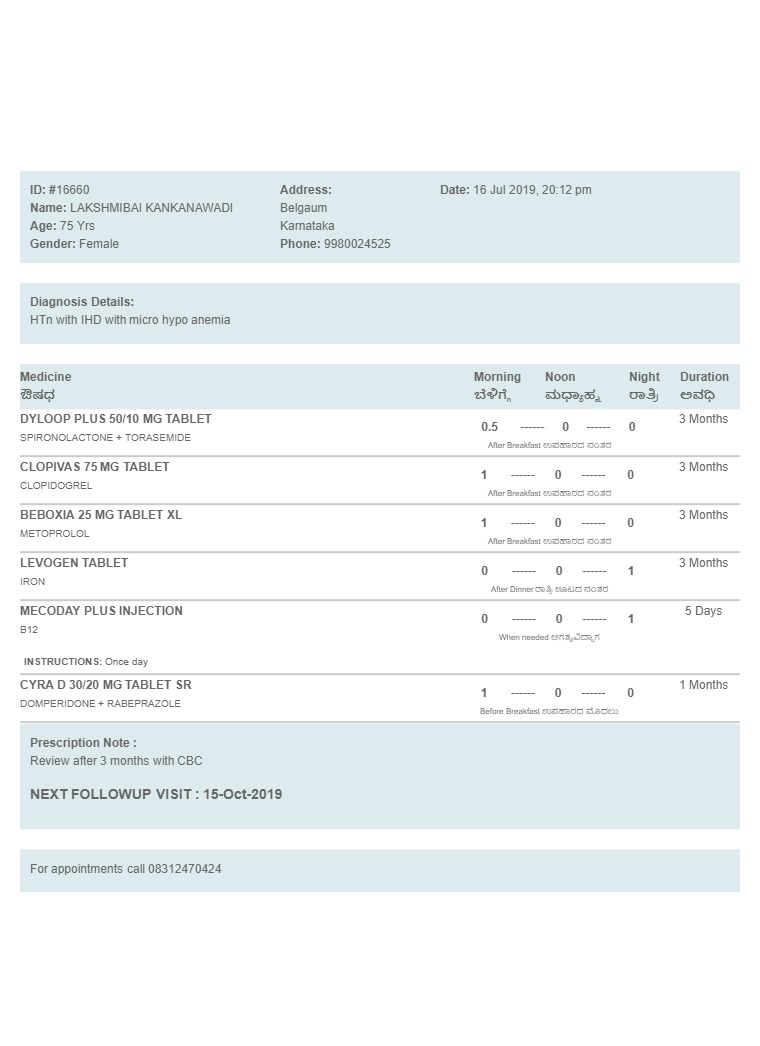 ID: #16660
Name: LAKSHMIBAI KANKANAWADI
Age: 75 Yrs
Gender: Female
Address:
Belgaum
Karnataka
Phone: 9980024525
Date: 16 Jul 2019, 20:12 pm
Diagnosis Details:
HTn with IHD with micro hypo anemia
Medicine Morning Noon Night Duration
ಔಷಧ ಬೆಳಿಗ್ಗೆ ಮಧ್ಯಾಹ್ನ ರಾತ್ರಿ ಅವಧಿ
DYLOOP PLUS 50/10 MG TABLET 0.5 ------ 0 ------ 0 3 Months
SPIRONOLACTONE + TORASEMIDE After Breakfast ಉಪಹಾರದ ನಂತರ
CLOPIVAS 75 MG TABLET 1 ------ 0 ------ 0 3 Months
CLOPIDOGREL After Breakfast ಉಪಹಾರದ ನಂತರ
BEBOXIA 25 MG TABLET XL 1 ------ 0 ------ 0 3 Months
METOPROLOL After Breakfast ಉಪಹಾರದ ನಂತರ
LEVOGEN TABLET 0 ------ 0 ------ 1 3 Months
IRON After Dinner ರಾತ್ರಿ ಊಟದ ನಂತರ
MECODAY PLUS INJECTION 0 ------ 0 ------ 1 5 Days
B12 When needed
INSTRUCTIONS: Once day
CYRA D 30/20 MG TABLET SR 1 ------ 0 ------ 0 1 Months
DOMPERIDONE + RABEPRAZOLE Before Breakfast ಉಪಹಾರದ ಮೊದಲು
Prescription Note :
Review after 3 months with CBC
NEXT FOLLOWUP VISIT : 15-Oct-2019
For appointments call 08312470424